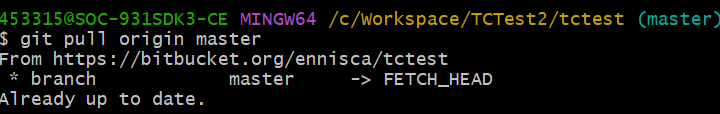 453315@SOC-931SDK3-CE MINGW64 /c/Workspace/TCTest2/tctest (master)
$ git pull origin master
From https://bitbucket.org/ennisca/tctest
 * branch            master     -> FETCH_HEAD
Already up to date.